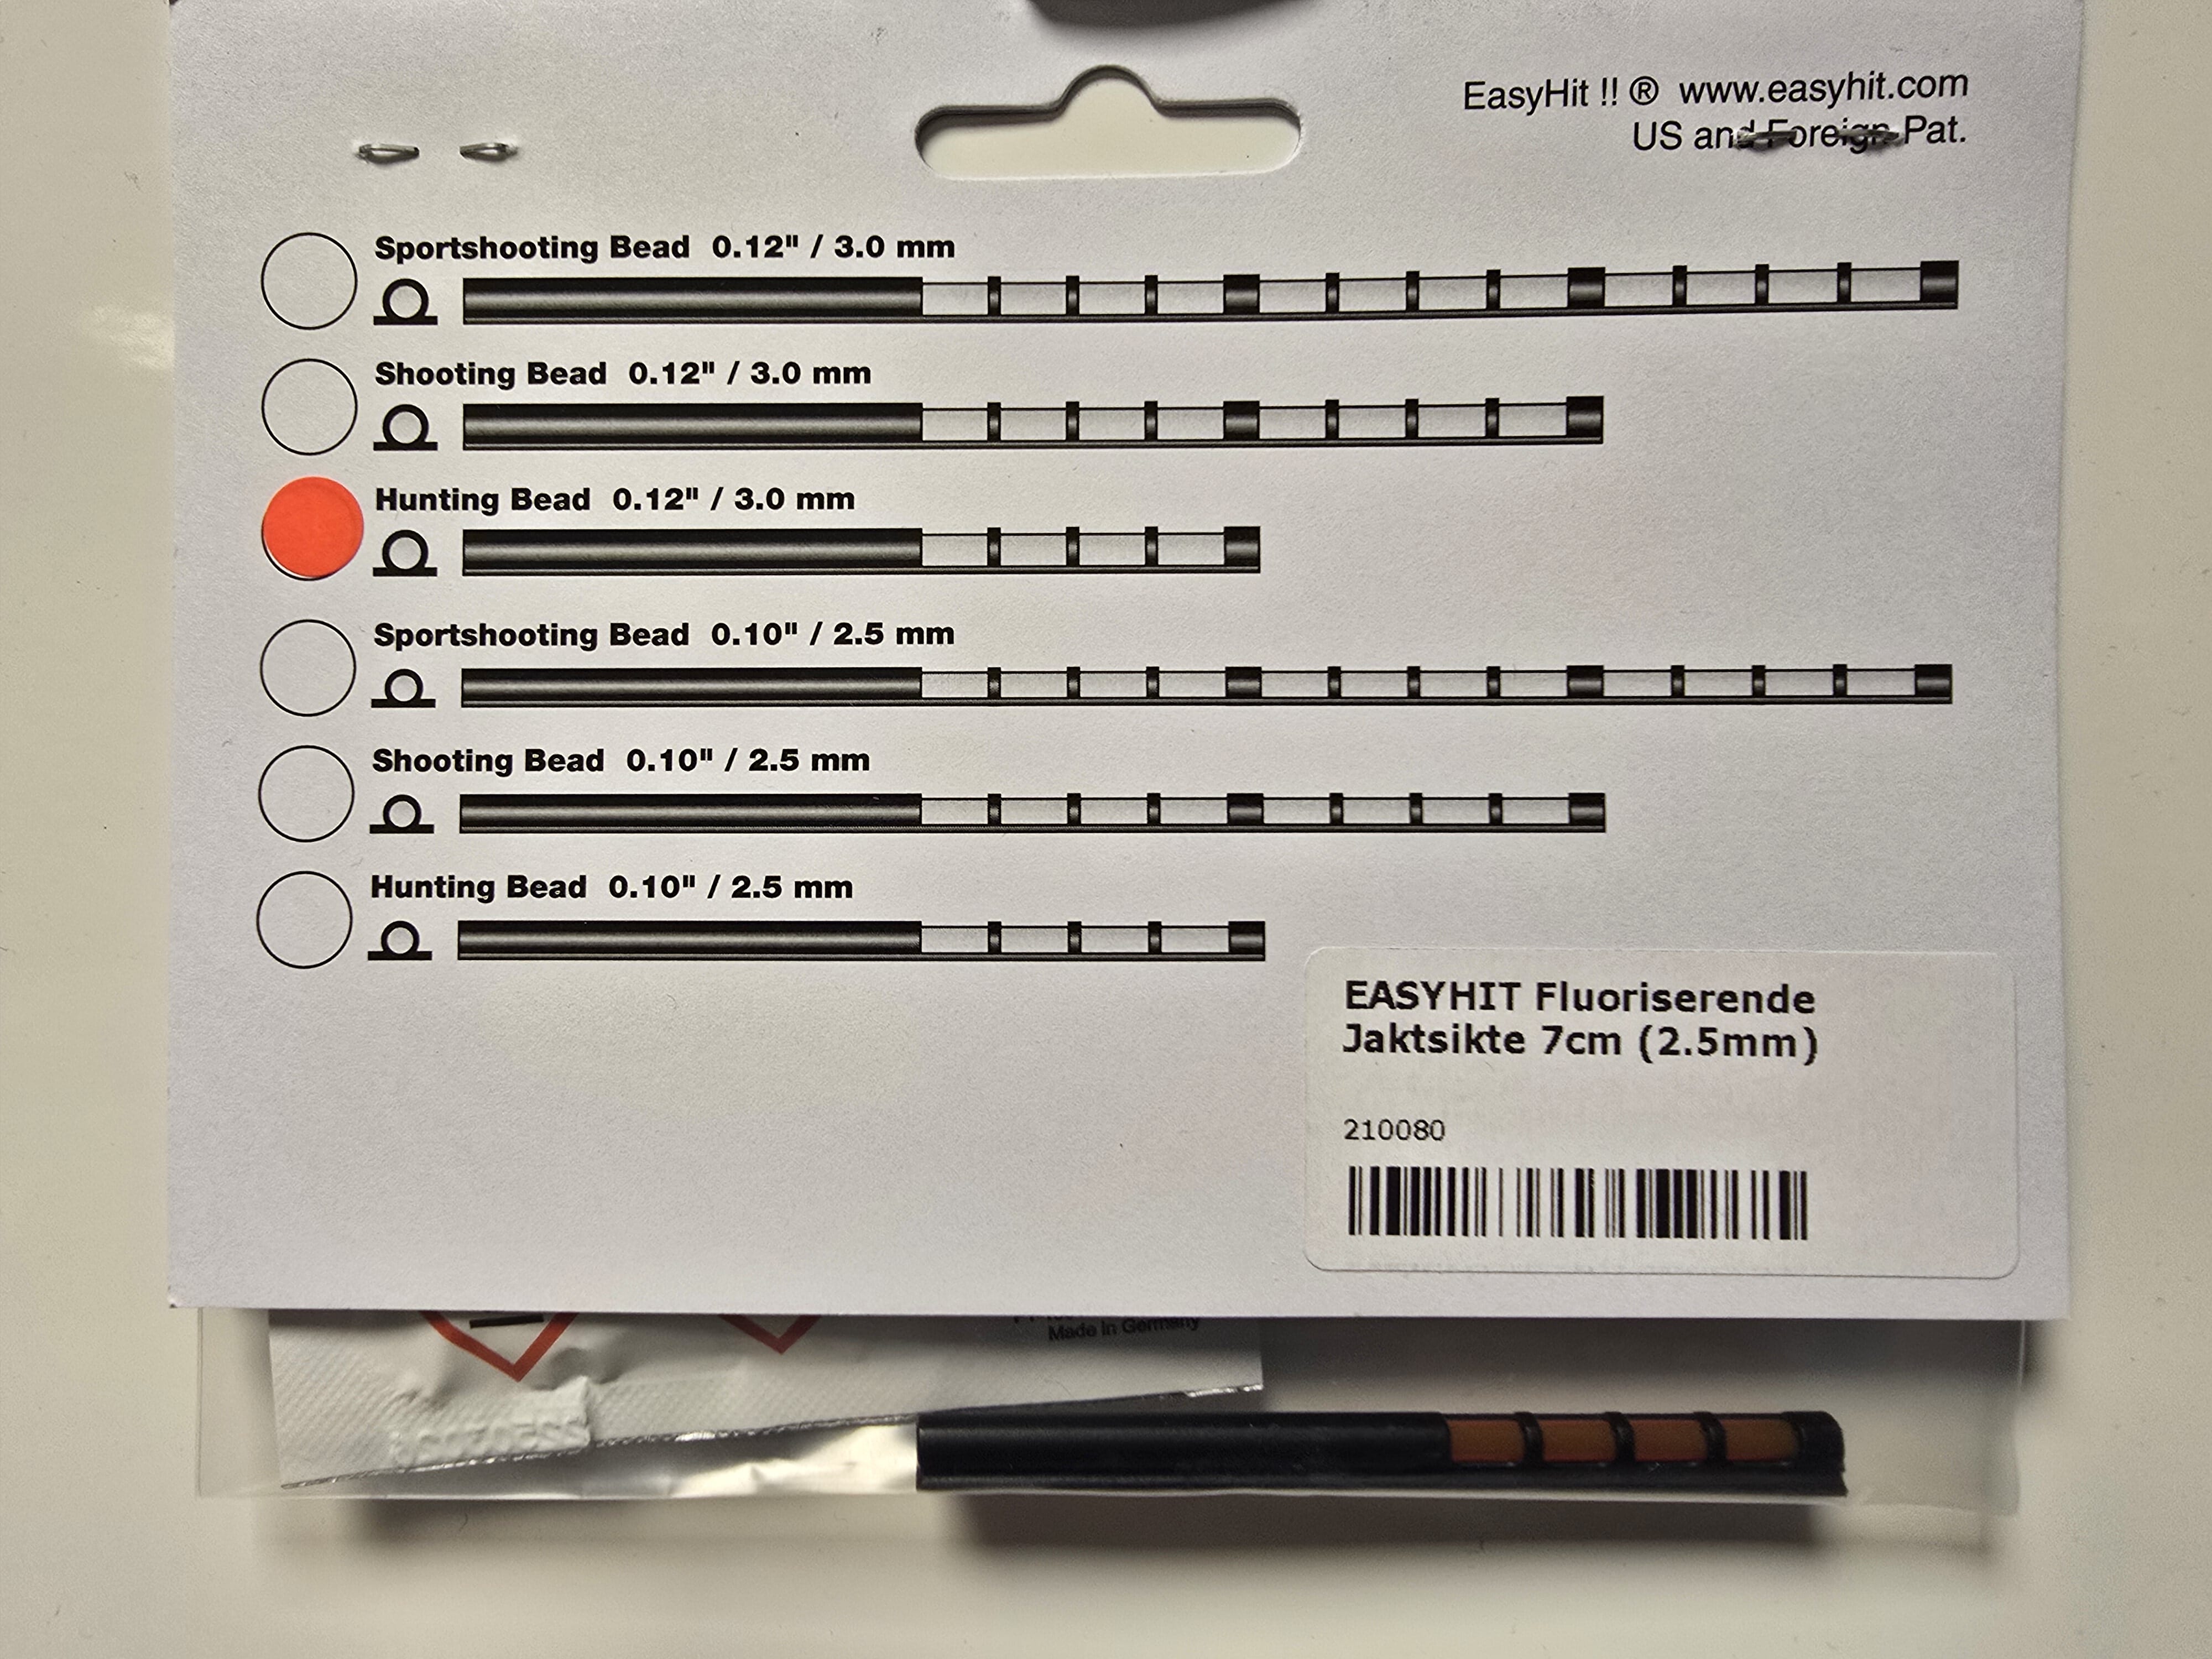 EasyHit !! ® www.easyhit.com
US and Foreign Pat.
Sportshooting Bead 0.12" / 3.0 mm
Shooting Bead 0.12" / 3.0 mm
Hunting Bead 0.12" / 3.0 mm
Sportshooting Bead 0.10" / 2.5 mm
Shooting Bead 0.10" / 2.5 mm
Hunting Bead 0.10" / 2.5 mm
EASYHIT Fluoriserende
Jaktsikte 7cm (2.5mm)
210080
Made in Germany